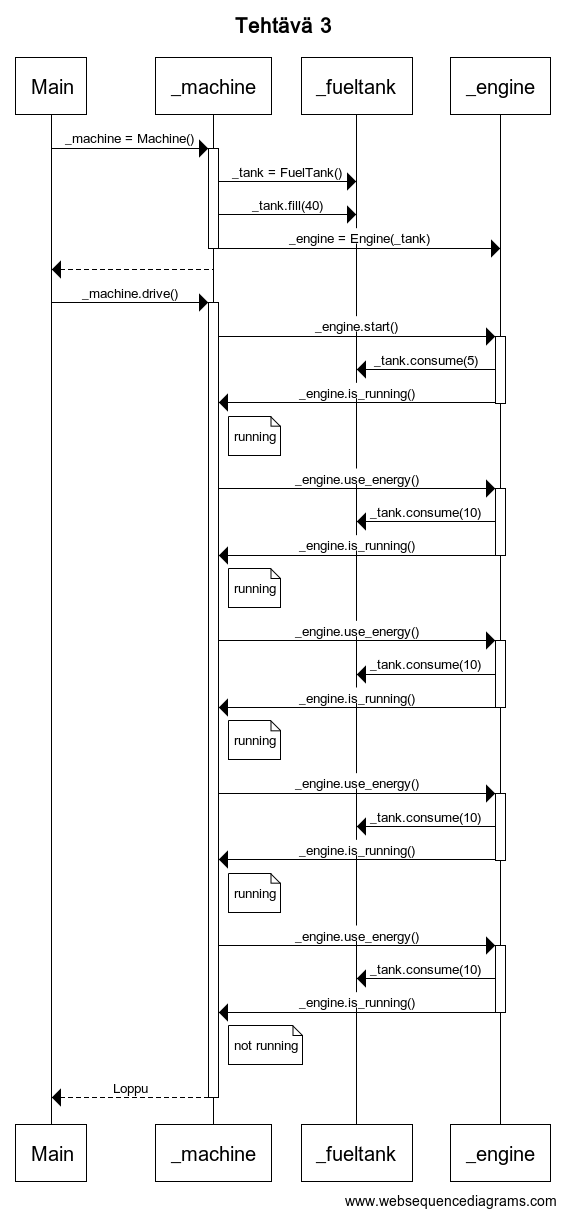 Tehtävä 3
Main
_machine
_fueltank
_engine
_machine = Machine()
_tank = FuelTank()
_tank.fill(40)
_engine = Engine(_tank)
_machine.drive()
_engine.start()
_tank.consume(5)
_engine.is_running()
running
_engine.use_energy()
_tank.consume(10)
_engine.is_running()
running
_engine.use_energy()
_tank.consume(10)
_engine.is_running()
running
_engine.use_energy()
_tank.consume(10)
_engine.is_running()
running
_engine.use_energy()
_tank.consume(10)
_engine.is_running()
not running
Loppu
Main
_machine
_fueltank
_engine
www.websequencediagrams.com